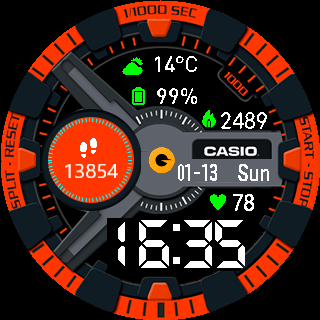 1/1000 SEC
14°C
1000
99%
2489
SPLIT - RESET
START - STOP
CASIO
13854
01-13 Sun
78
16:35